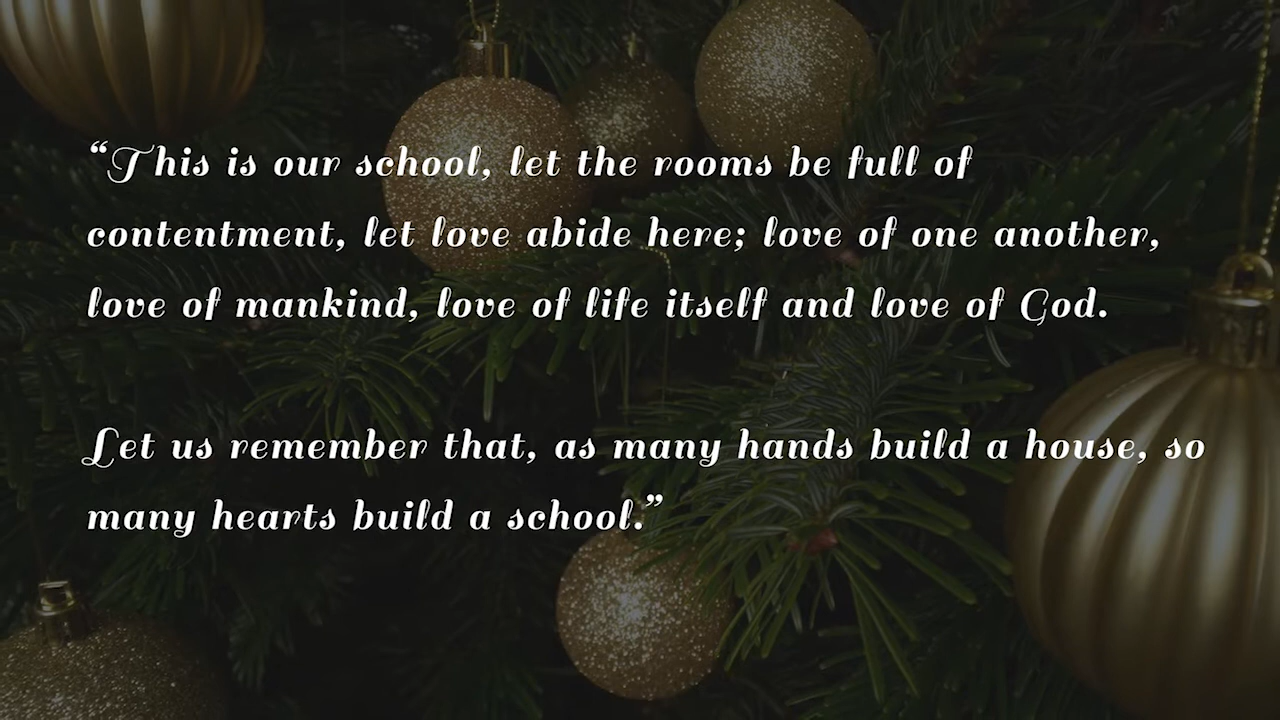 “This is our school, let the rooms be full of
contentment, let love abide here; love of one another,
love of mankind, love of life itself and love of God.
Let us remember that, as many hands build a house, so
many hearts build a school.”